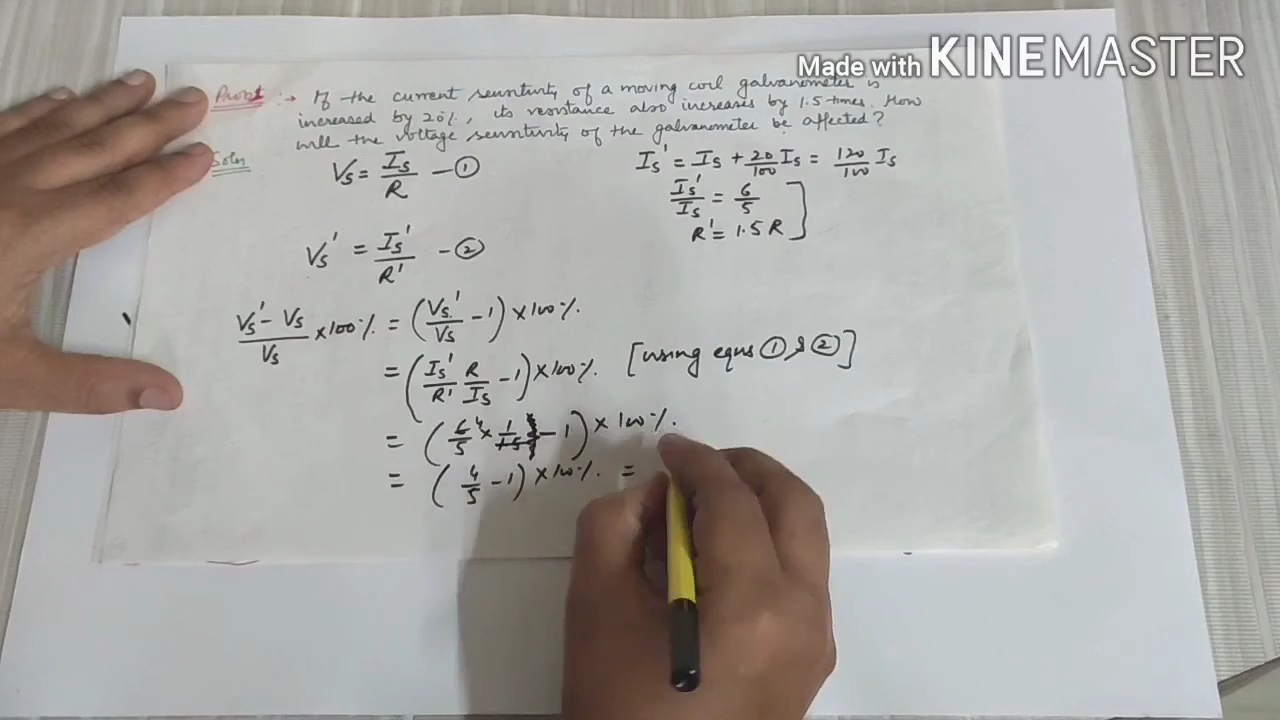 Made with KINEMASTER
Prob :→ If the current sensitivity of a moving coil galvanometer is
increased by 20%, its resistance also increases by 1.5 times. How
will the voltage sensitivity of the galvanometer be affected?
Soln
Vs = Is/R — ①
Is' = Is + 20/100 Is = 120/100 Is
Is'/Is = 6/5
R' = 1.5 R
Vs' = Is'/R' — ②
(Vs' - Vs)/Vs × 100% = (Vs'/Vs - 1) × 100%.
= (Is'/R' R/Is - 1) × 100%. [using equs ① & ②]
= (6/5 × 1/1.5 - 1) × 100%.
= (4/5 - 1) × 100%. =